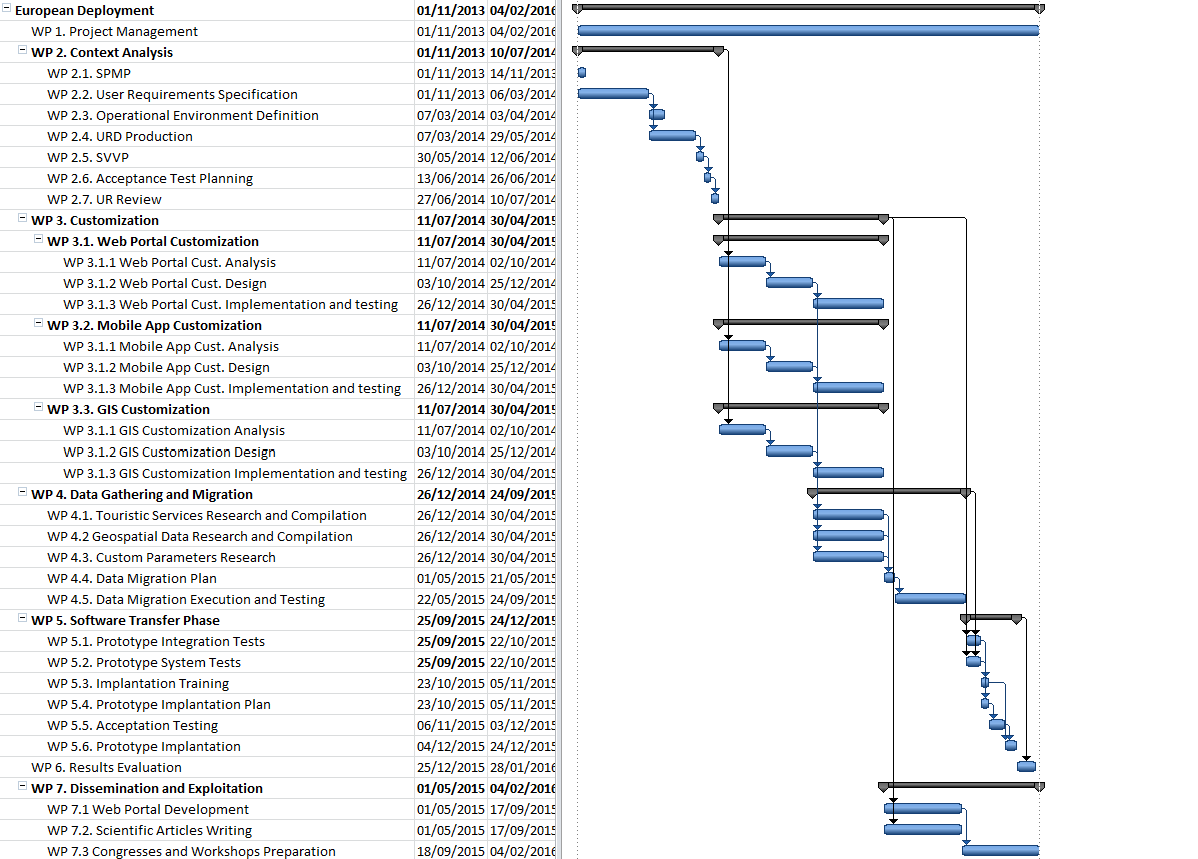 European Deployment 01/11/2013 04/02/2016
WP 1. Project Management 01/11/2013 04/02/2016
WP 2. Context Analysis 01/11/2013 10/07/2014
WP 2.1. SPMP 01/11/2013 14/11/2013
WP 2.2. User Requirements Specification 01/11/2013 06/03/2014
WP 2.3. Operational Environment Definition 07/03/2014 03/04/2014
WP 2.4. URD Production 07/03/2014 29/05/2014
WP 2.5. SVVP 30/05/2014 12/06/2014
WP 2.6. Acceptance Test Planning 13/06/2014 26/06/2014
WP 2.7. UR Review 27/06/2014 10/07/2014
WP 3. Customization 11/07/2014 30/04/2015
WP 3.1. Web Portal Customization 11/07/2014 30/04/2015
WP 3.1.1 Web Portal Cust. Analysis 11/07/2014 02/10/2014
WP 3.1.2 Web Portal Cust. Design 03/10/2014 25/12/2014
WP 3.1.3 Web Portal Cust. Implementation and testing 26/12/2014 30/04/2015
WP 3.2. Mobile App Customization 11/07/2014 30/04/2015
WP 3.1.1 Mobile App Cust. Analysis 11/07/2014 02/10/2014
WP 3.1.2 Mobile App Cust. Design 03/10/2014 25/12/2014
WP 3.1.3 Mobile App Cust. Implementation and testing 26/12/2014 30/04/2015
WP 3.3. GIS Customization 11/07/2014 30/04/2015
WP 3.1.1 GIS Customization Analysis 11/07/2014 02/10/2014
WP 3.1.2 GIS Customization Design 03/10/2014 25/12/2014
WP 3.1.3 GIS Customization Implementation and testing 26/12/2014 30/04/2015
WP 4. Data Gathering and Migration 26/12/2014 24/09/2015
WP 4.1. Touristic Services Research and Compilation 26/12/2014 30/04/2015
WP 4.2 Geospatial Data Research and Compilation 26/12/2014 30/04/2015
WP 4.3. Custom Parameters Research 26/12/2014 30/04/2015
WP 4.4. Data Migration Plan 01/05/2015 21/05/2015
WP 4.5. Data Migration Execution and Testing 22/05/2015 24/09/2015
WP 5. Software Transfer Phase 25/09/2015 24/12/2015
WP 5.1. Prototype Integration Tests 25/09/2015 22/10/2015
WP 5.2. Prototype System Tests 25/09/2015 22/10/2015
WP 5.3. Implantation Training 23/10/2015 05/11/2015
WP 5.4. Prototype Implantation Plan 23/10/2015 05/11/2015
WP 5.5. Acceptation Testing 06/11/2015 03/12/2015
WP 5.6. Prototype Implantation 04/12/2015 24/12/2015
WP 6. Results Evaluation 25/12/2015 28/01/2016
WP 7. Dissemination and Exploitation 01/05/2015 04/02/2016
WP 7.1 Web Portal Development 01/05/2015 17/09/2015
WP 7.2. Scientific Articles Writing 01/05/2015 17/09/2015
WP 7.3 Congresses and Workshops Preparation 18/09/2015 04/02/2016